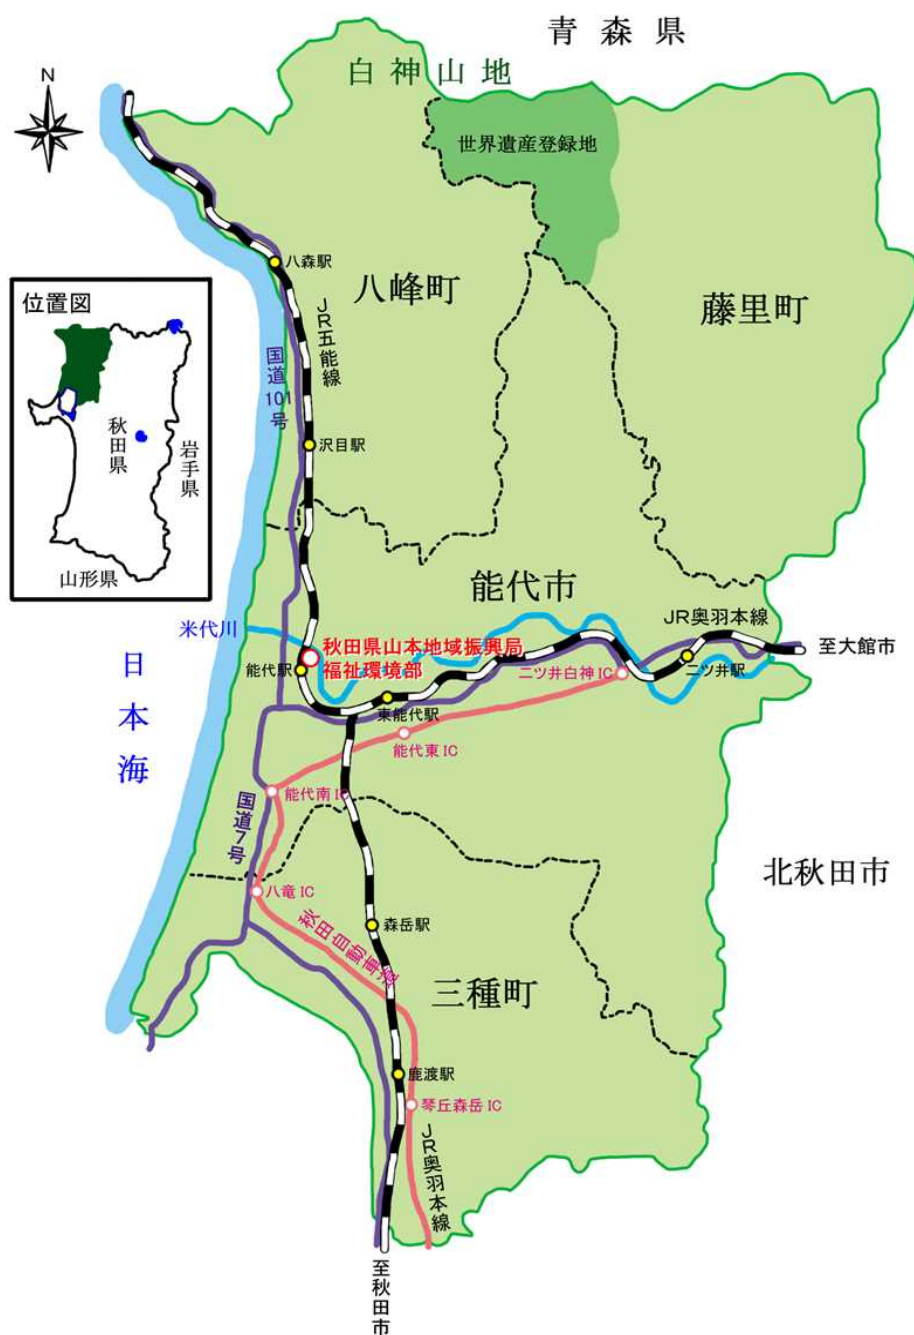 青森県
白神山地
N
世界遺産登録地
八森駅
八峰町
藤里町
位置図
秋田県
岩手県
山形県
JR五能線
国道101号
沢目駅
能代市
米代川
JR奥羽本線
至大館市
秋田県山本地域振興局
福祉環境部
能代駅
二ツ井白神IC
二ツ井駅
東能代駅
日本海
能代東IC
能代南IC
国道7号
北秋田市
八竜IC
森岳駅
秋田自動車道
三種町
鹿渡駅
琴丘森岳IC
JR奥羽本線
至秋田市